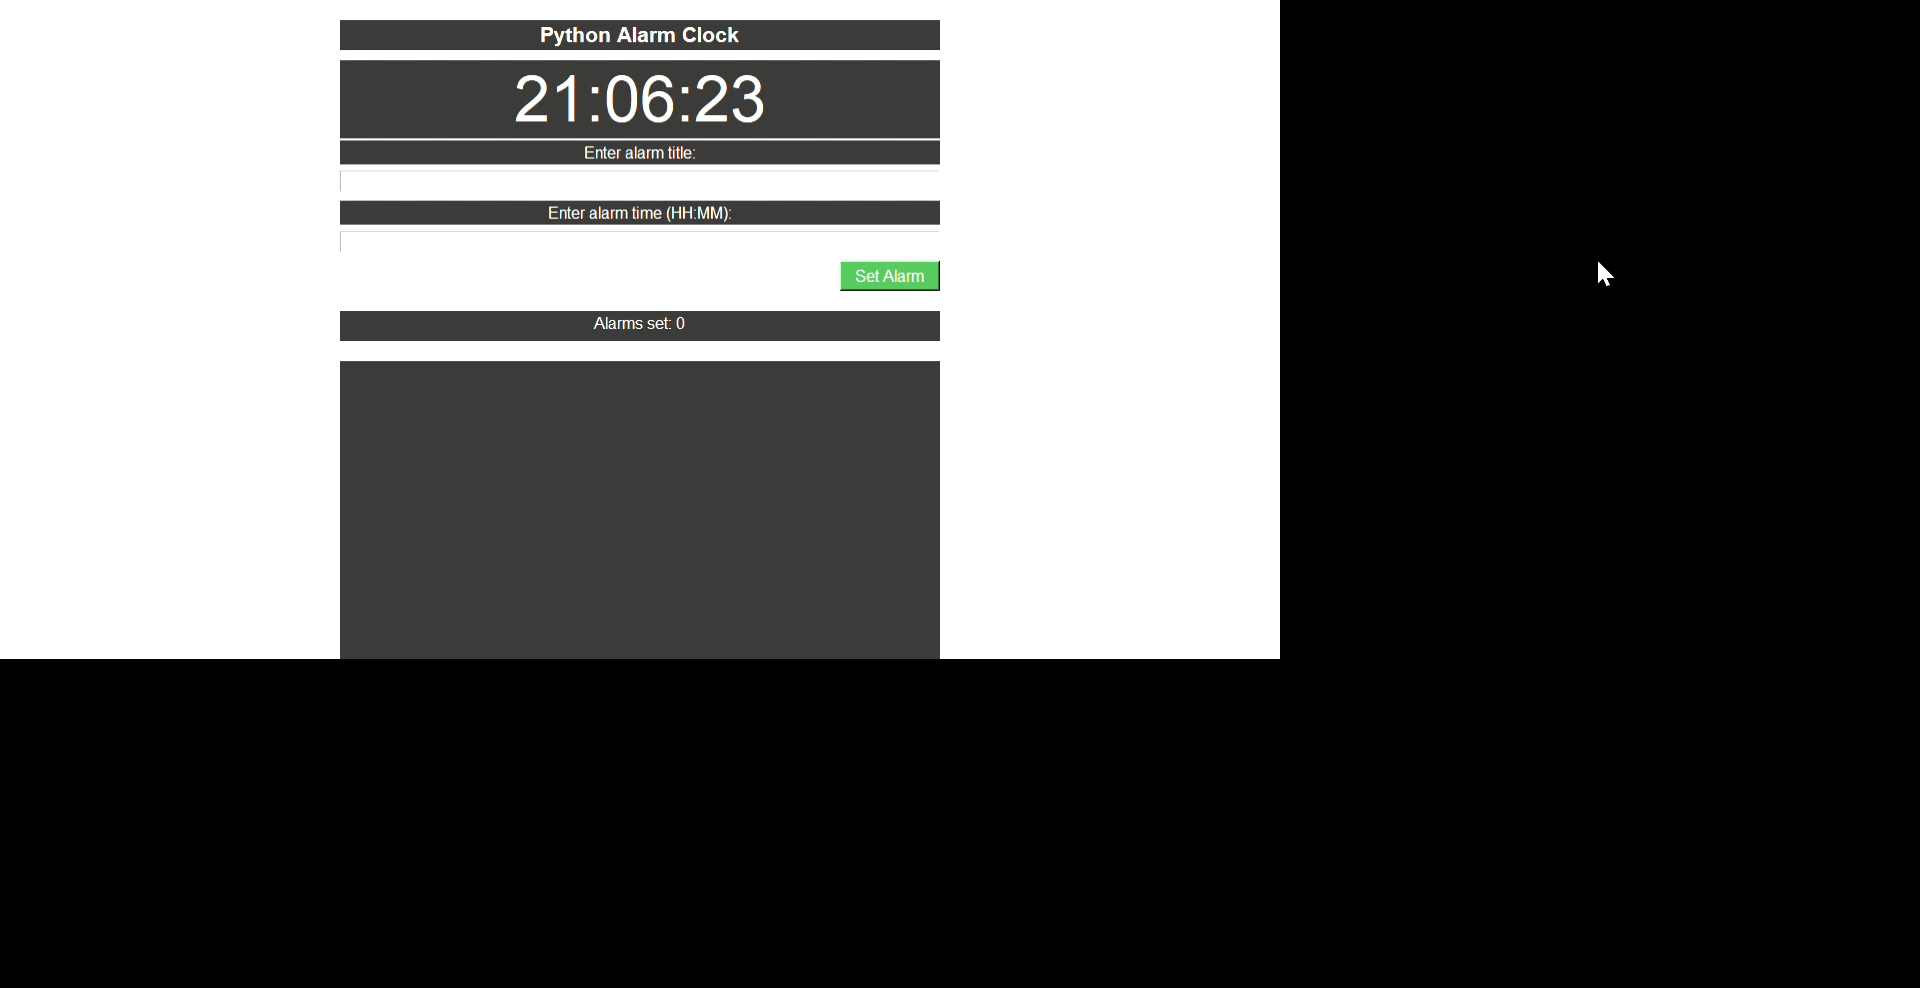 Python Alarm Clock
21:06:23
Enter alarm title:
Enter alarm time (HH:MM):
Set Alarm
Alarms set: 0